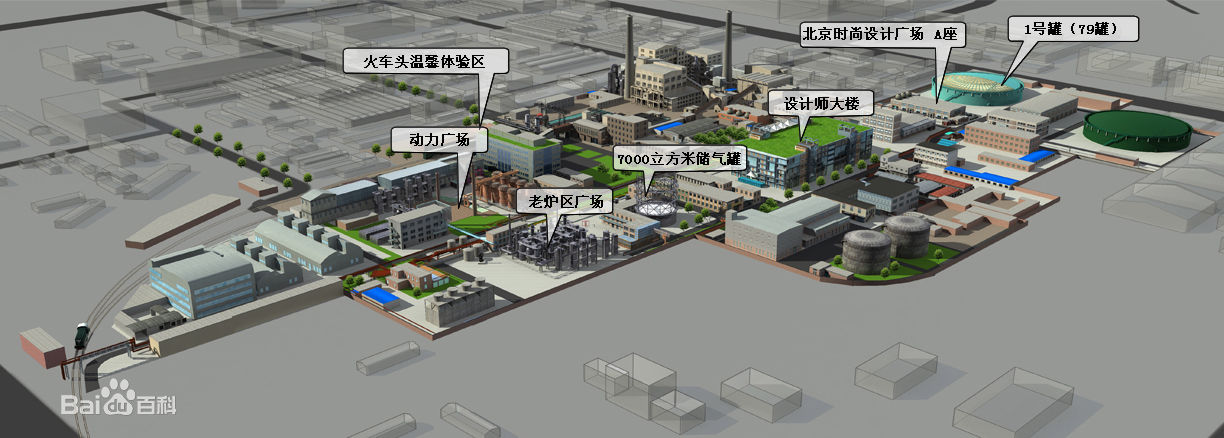 北京时尚设计广场 A座
1号罐（79罐）
火车头温馨体验区
设计师大楼
动力广场
7000立方米储气罐
老炉区广场
Baidu百科